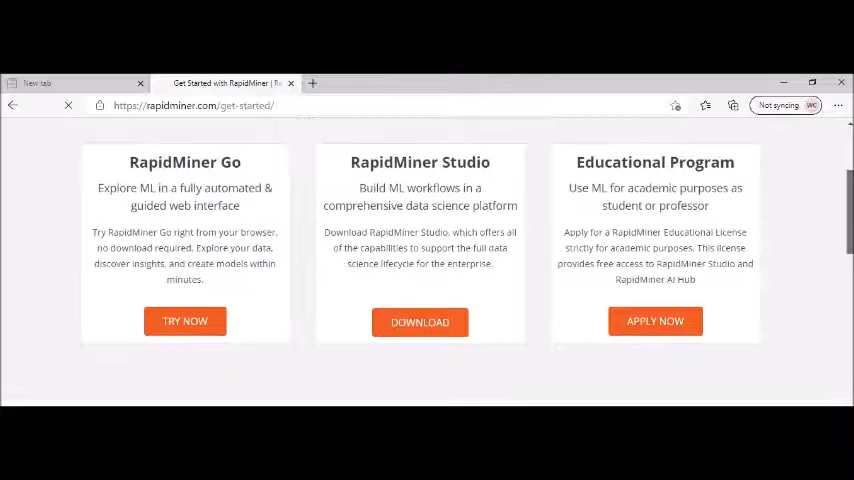 New tab
Get Started with RapidMiner | Ra
https://rapidminer.com/get-started/
Not syncing
WC
RapidMiner Go
Explore ML in a fully automated &
guided web interface
Try RapidMiner Go right from your browser,
no download required. Explore your data,
discover insights, and create models within
minutes.
TRY NOW
RapidMiner Studio
Build ML workflows in a
comprehensive data science platform
Download RapidMiner Studio, which offers all
of the capabilities to support the full data
science lifecycle for the enterprise.
DOWNLOAD
Educational Program
Use ML for academic purposes as
student or professor
Apply for a RapidMiner Educational License
strictly for academic purposes. This license
provides free access to RapidMiner Studio and
RapidMiner AI Hub
APPLY NOW